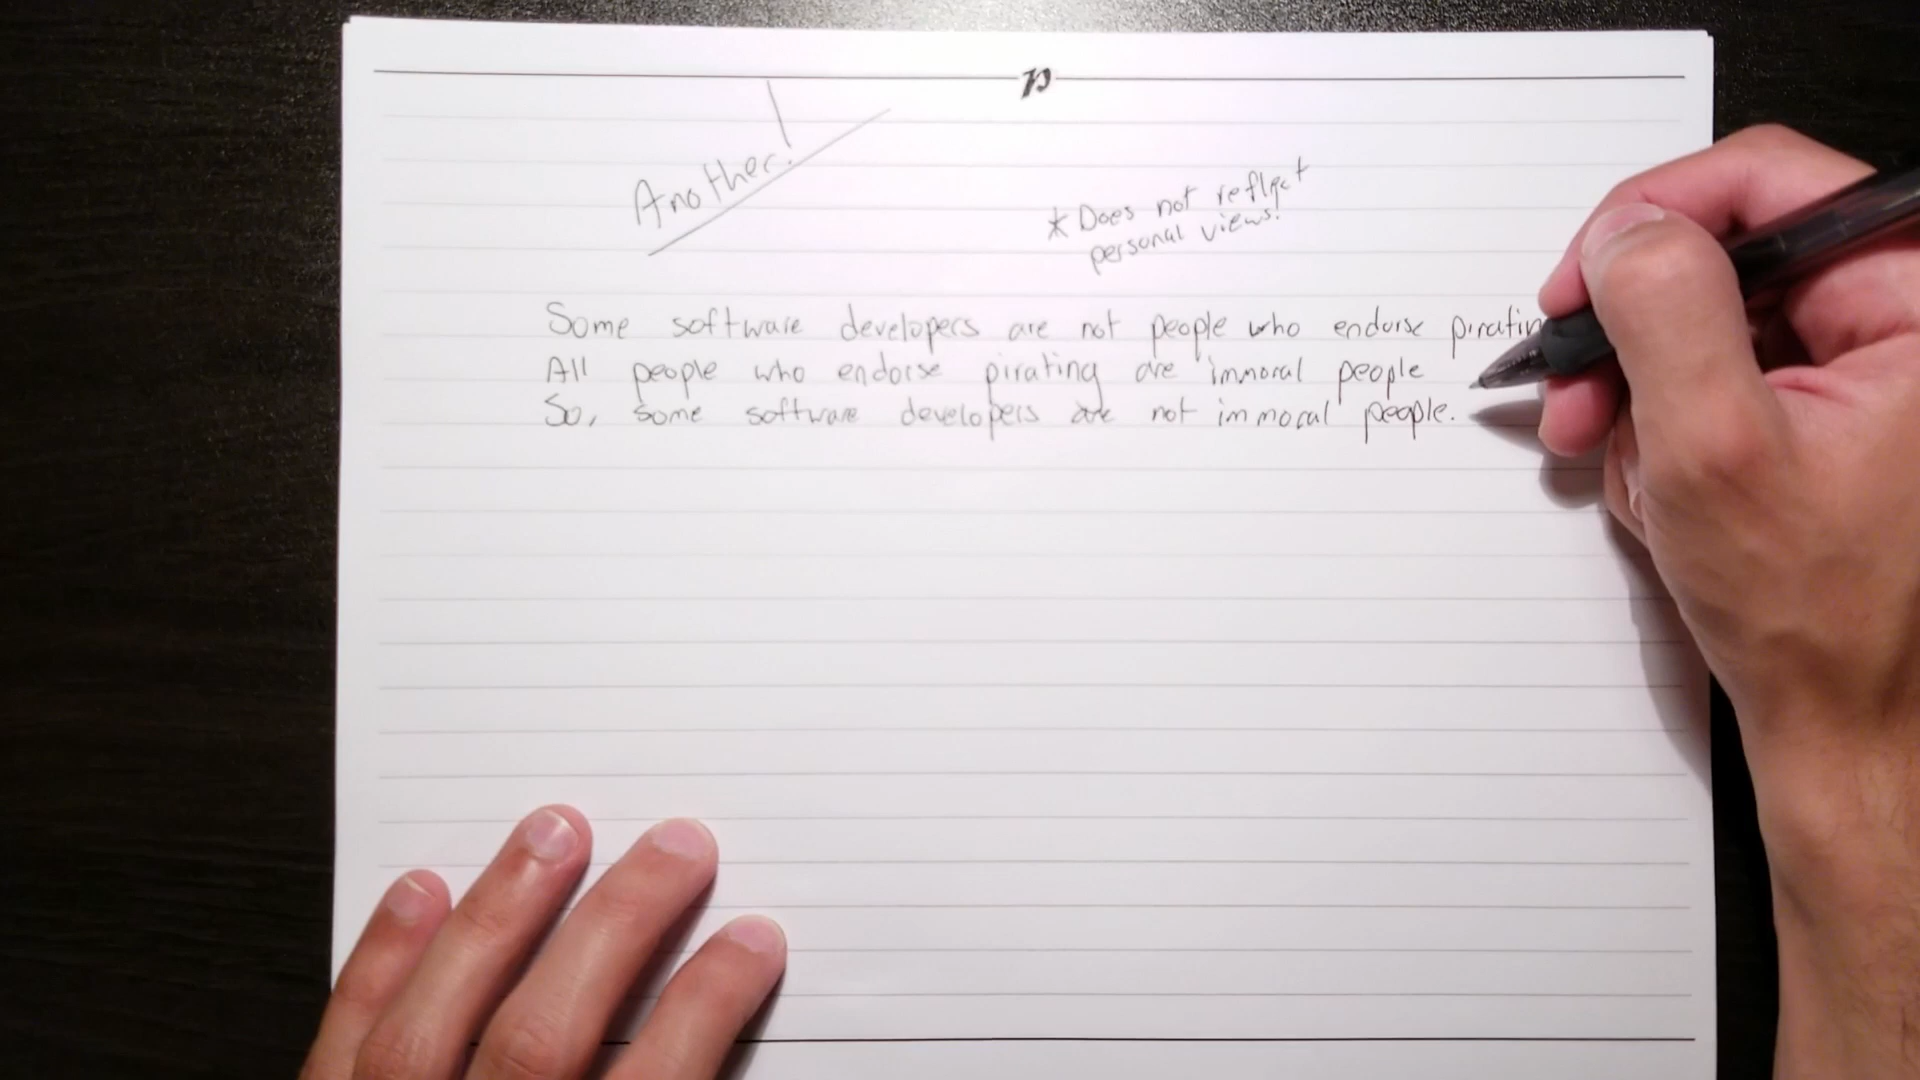 Another!
* Does not reflect
personal views!
Some software developers are not people who endorse
All people who endorse pirating are immoral people
So, some software developers are not immoral people.